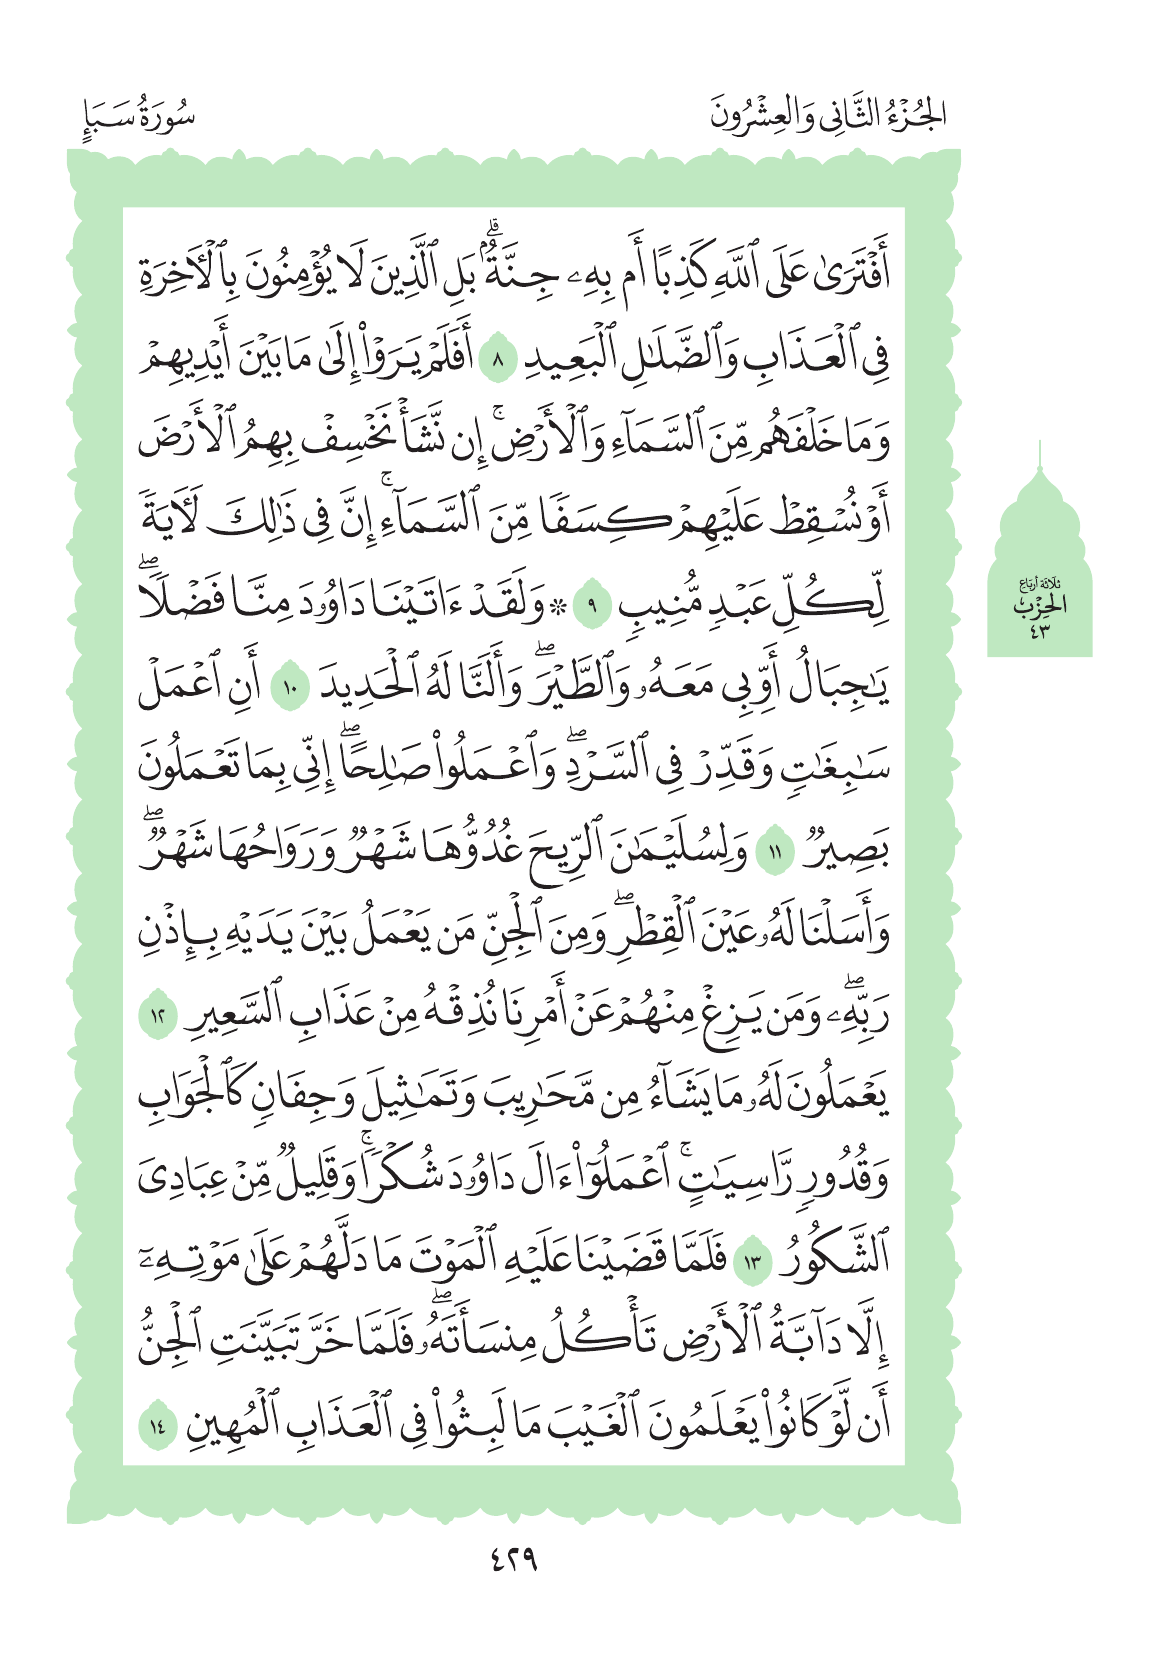 الجُزْءُ الثَّانِي وَالعِشْرُونَ
سُورَةُ سَبَإٍ
أَفْتَرَىٰ عَلَى ٱللَّهِ كَذِبًا أَم بِهِۦ جِنَّةُۢۗ بَلِ ٱلَّذِينَ لَا يُؤْمِنُونَ بِٱلْأَخِرَةِ
فِى ٱلْعَذَابِ وَٱلضَّلَـٰلِ ٱلْبَعِيدِ ٨ أَفَلَمْ يَرَوْا۟ إِلَىٰ مَا بَيْنَ أَيْدِيهِمْ
وَمَا خَلْفَهُم مِّنَ ٱلسَّمَآءِ وَٱلْأَرْضِۚ إِن نَّشَأْ نَخْسِفْ بِهِمُ ٱلْأَرْضَ
أَوْ نُسْقِطْ عَلَيْهِمْ كِسَفًا مِّنَ ٱلسَّمَآءِۚ إِنَّ فِى ذَٰلِكَ لَـَٔايَةً
لِّكُلِّ عَبْدٍ مُّنِيبٍ ٩ ۞ وَلَقَدْ ءَاتَيْنَا دَاوُۥدَ مِنَّا فَضْلًاۖ
يَـٰجِبَالُ أَوِّبِى مَعَهُۥ وَٱلطَّيْرَۖ وَأَلَنَّا لَهُ ٱلْحَدِيدَ ١٠ أَنِ ٱعْمَلْ
سَـٰبِغَـٰتٍ وَقَدِّرْ فِى ٱلسَّرْدِۖ وَٱعْمَلُوا۟ صَـٰلِحًاۖ إِنِّى بِمَا تَعْمَلُونَ
بَصِيرٌ ١١ وَلِسُلَيْمَـٰنَ ٱلرِّيحَ غُدُوُّهَا شَهْرٌ وَرَوَاحُهَا شَهْرٌۖ
وَأَسَلْنَا لَهُۥ عَيْنَ ٱلْقِطْرِۖ وَمِنَ ٱلْجِنِّ مَن يَعْمَلُ بَيْنَ يَدَيْهِ بِإِذْنِ
رَبِّهِۦۖ وَمَن يَزِغْ مِنْهُمْ عَنْ أَمْرِنَا نُذِقْهُ مِنْ عَذَابِ ٱلسَّعِيرِ ١٢
يَعْمَلُونَ لَهُۥ مَا يَشَآءُ مِن مَّحَـٰرِيبَ وَتَمَـٰثِيلَ وَجِفَانٍ كَٱلْجَوَابِ
وَقُدُورٍ رَّاسِيَـٰتٍۚ ٱعْمَلُوٓا۟ ءَالَ دَاوُۥدَ شُكْرًاۚ وَقَلِيلٌ مِّنْ عِبَادِىَ
ٱلشَّكُورُ ١٣ فَلَمَّا قَضَيْنَا عَلَيْهِ ٱلْمَوْتَ مَا دَلَّهُمْ عَلَىٰ مَوْتِهِۦٓ
إِلَّا دَآبَّةُ ٱلْأَرْضِ تَأْكُلُ مِنسَأَتَهُۥۖ فَلَمَّا خَرَّ تَبَيَّنَتِ ٱلْجِنُّ
أَن لَّوْ كَانُوا۟ يَعْلَمُونَ ٱلْغَيْبَ مَا لَبِثُوا۟ فِى ٱلْعَذَابِ ٱلْمُهِينِ ١٤
ثلاثة أرباع
الحِزْبُ
٤٣
٤٢٩